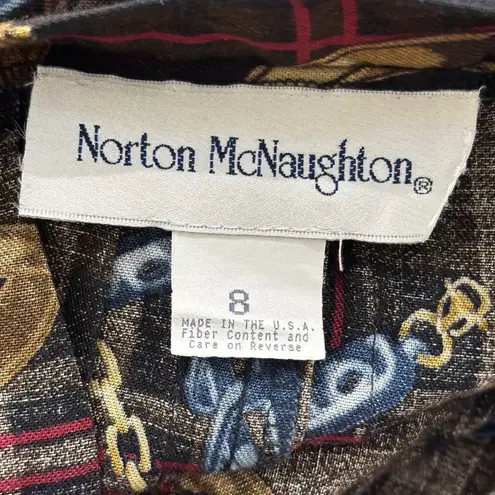 Norton McNaughton®
8
MADE IN THE U.S.A.
Fiber Content and
Care on Reverse